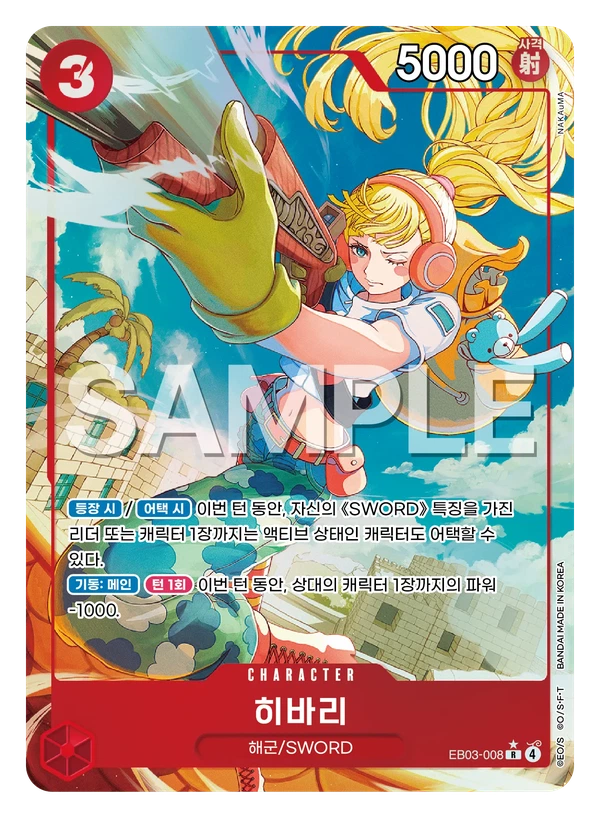 3
5000
사격
射
NAKAuMA
SAMPLE
등장 시 / 어택 시 이번 턴 동안, 자신의 《SWORD》 특징을 가진
리더 또는 캐릭터 1장까지는 액티브 상태인 캐릭터도 어택할 수
있다.
기동: 메인 턴 1회 이번 턴 동안, 상대의 캐릭터 1장까지의 파워
-1000.
CHARACTER
히바리
해군/SWORD
EB03-008 R 4
©E.O/S ©O/S·F·T BANDAI MADE IN KOREA